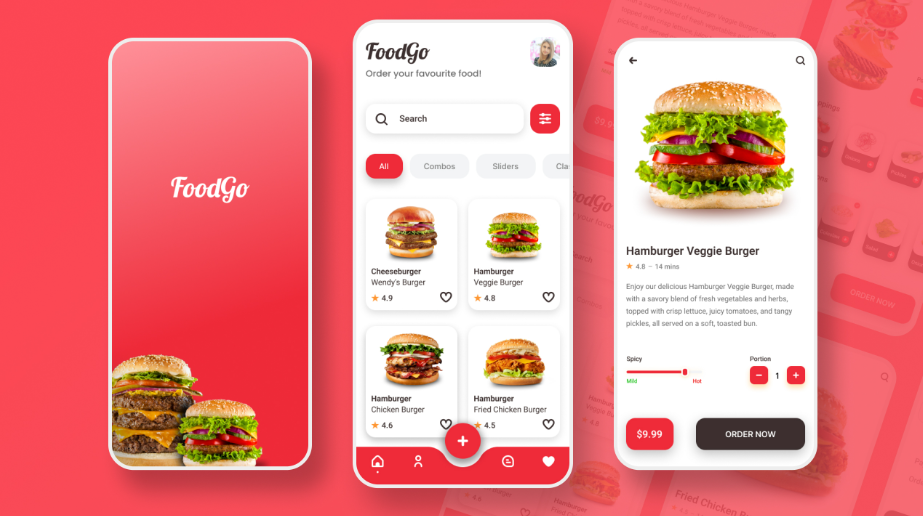 FoodGo
FoodGo
Order your favourite food!
Search
All
Combos
Sliders
Cla
Cheeseburger
Wendy's Burger
4.9
Hamburger
Veggie Burger
4.8
Hamburger
Chicken Burger
4.6
Hamburger
Fried Chicken Burger
4.5
Hamburger Veggie Burger
4.8 – 14 mins
Enjoy our delicious Hamburger Veggie Burger, made
with a savory blend of fresh vegetables and herbs,
topped with crisp lettuce, juicy tomatoes, and tangy
pickles, all served on a soft, toasted bun.
Spicy
Mild
Hot
Portion
1
$9.99
ORDER NOW
ORDER NOW
Fried Chicken